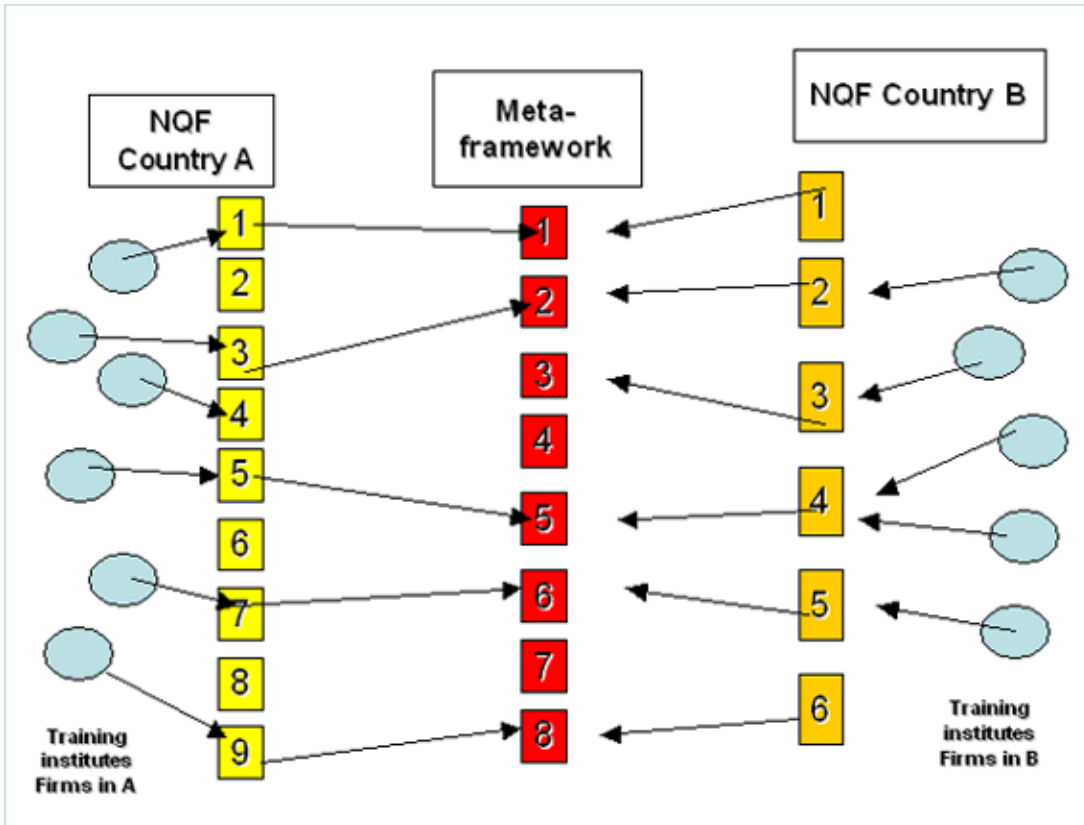 NQF
Country A
1
2
3
4
5
6
7
8
9
Training
institutes
Firms in A
Meta-
framework
1
2
3
4
5
6
7
8
NQF Country B
1
2
3
4
5
6
Training
institutes
Firms in B